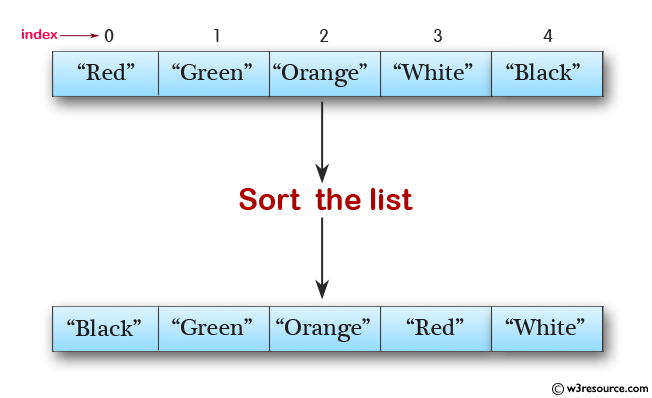 index 0 1 2 3 4
“Red” “Green” “Orange” “White” “Black”
Sort the list
“Black” “Green” “Orange” “Red” “White”
© w3resource.com